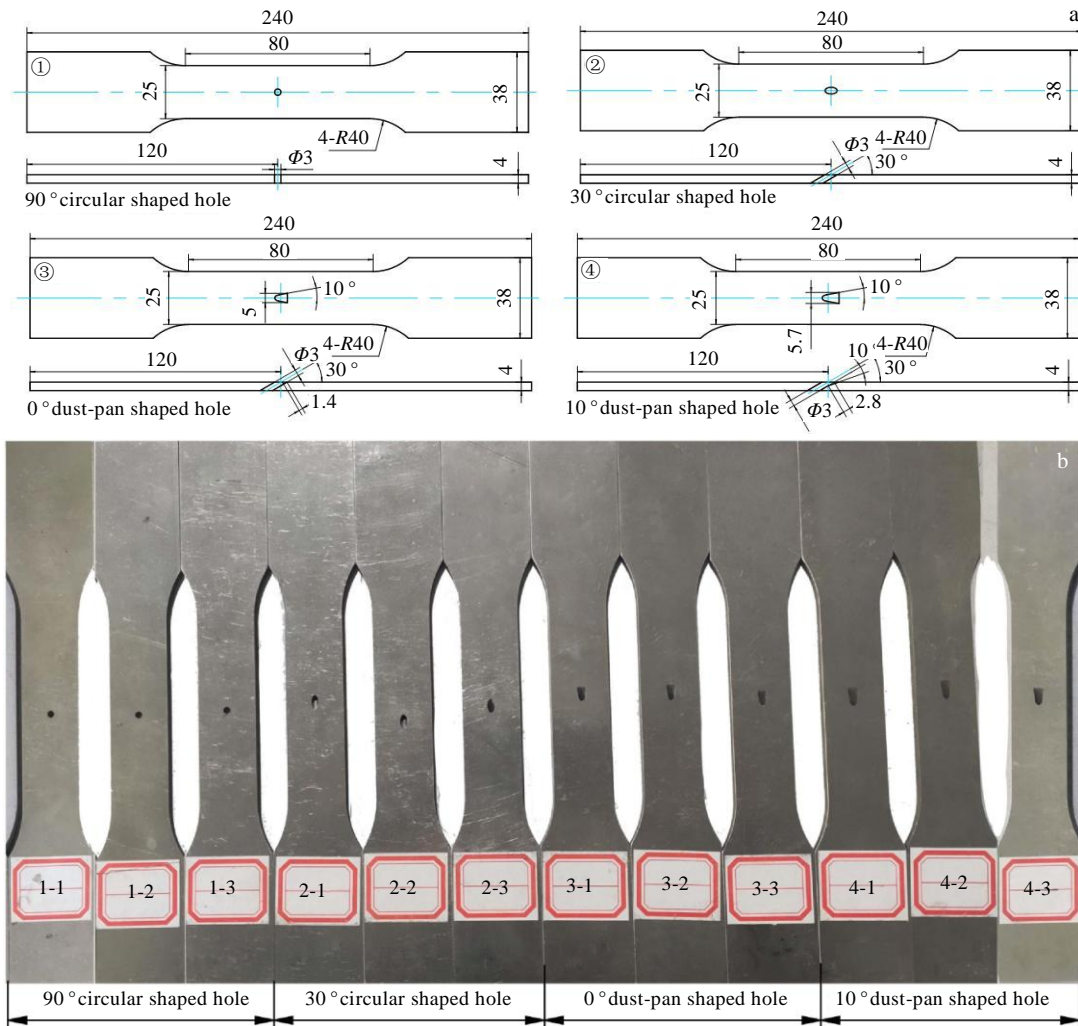 a
240
80
①
25
38
4-R40
120
Φ3
4
90°circular shaped hole
240
80
②
25
38
4-R40
120
Φ3
30°
4
30°circular shaped hole
240
80
③
25
5
10°
38
4-R40
120
Φ3
30°
4
1.4
0°dust-pan shaped hole
240
80
④
25
5.7
10°
38
4-R40
120
10°
30°
4
Φ3
2.8
10°dust-pan shaped hole
b
1-1
1-2
1-3
2-1
2-2
2-3
3-1
3-2
3-3
4-1
4-2
4-3
90°circular shaped hole
30°circular shaped hole
0°dust-pan shaped hole
10°dust-pan shaped hole